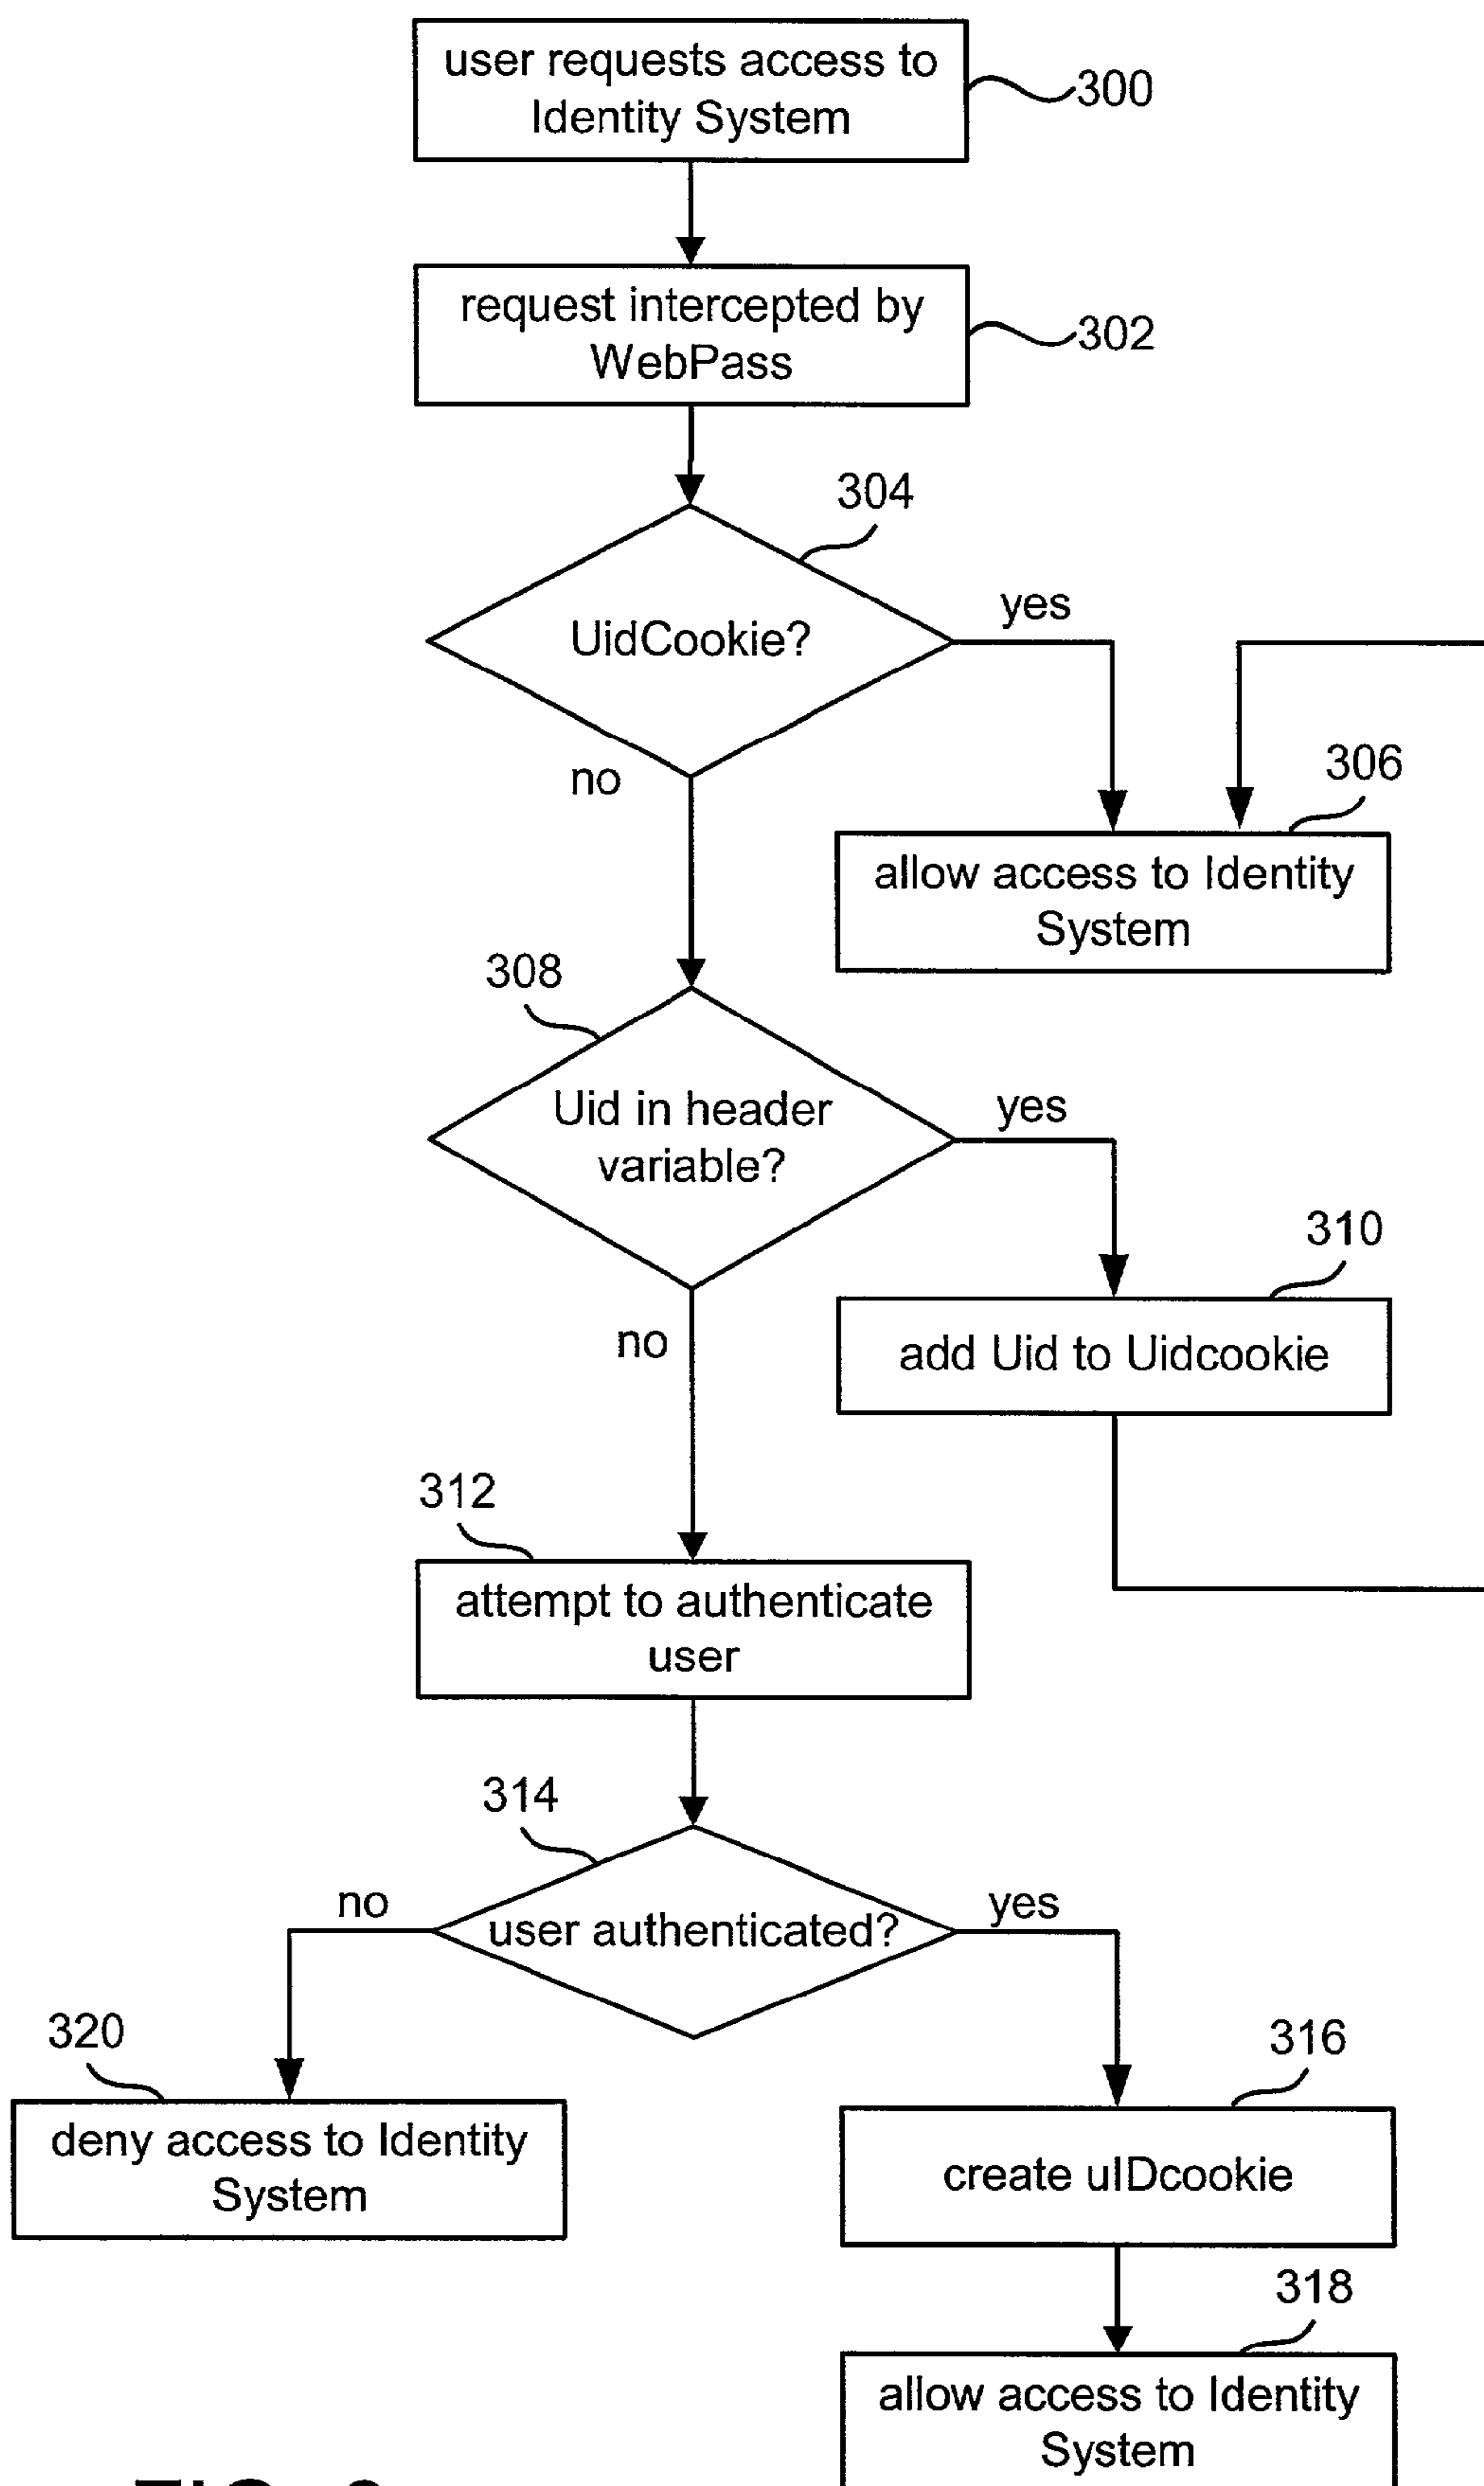 user requests access to
Identity System
300
request intercepted by
WebPass
302
304
UidCookie?
yes
no
306
allow access to Identity
System
308
Uid in header
variable?
yes
no
310
add Uid to Uidcookie
312
attempt to authenticate
user
314
user authenticated?
no
yes
320
deny access to Identity
System
316
create uIDcookie
318
allow access to Identity
System